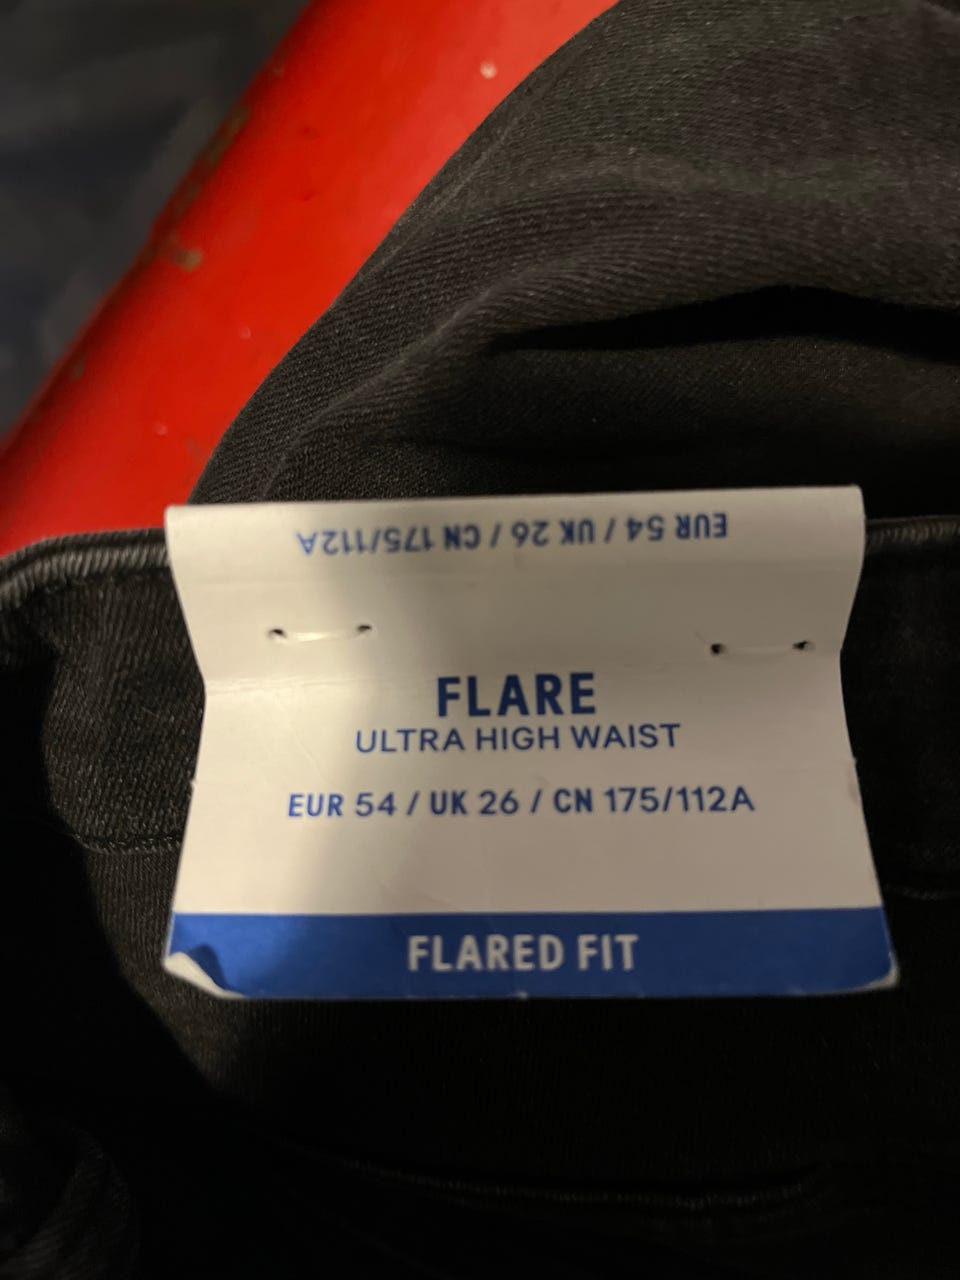 EUR 54 / UK 26 / CN 175/112A
FLARE
ULTRA HIGH WAIST
EUR 54 / UK 26 / CN 175/112A
FLARED FIT